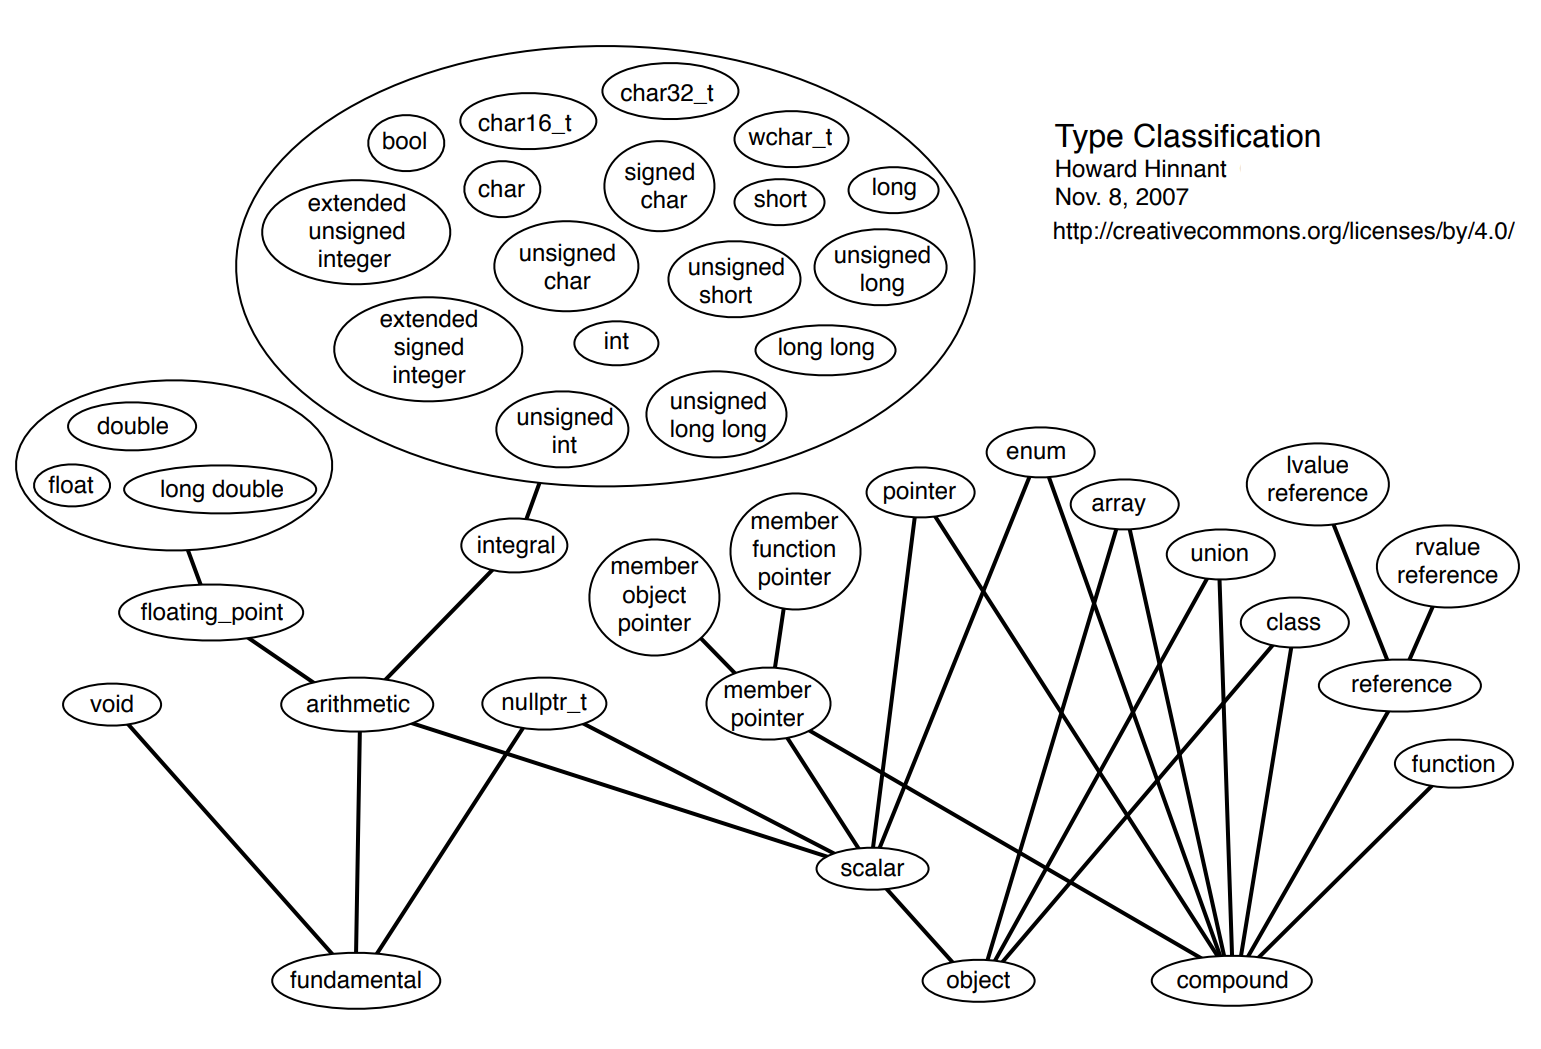 char32_t
char16_t
bool
wchar_t
Type Classification
Howard Hinnant
Nov. 8, 2007
http://creativecommons.org/licenses/by/4.0/
signed
char
char
short
long
extended
unsigned
integer
unsigned
char
unsigned
short
unsigned
long
extended
signed
integer
int
long long
unsigned
int
unsigned
long long
double
float
long double
enum
pointer
array
lvalue
reference
member
function
pointer
integral
union
rvalue
reference
member
object
pointer
floating_point
class
void
arithmetic
nullptr_t
member
pointer
reference
function
scalar
fundamental
object
compound